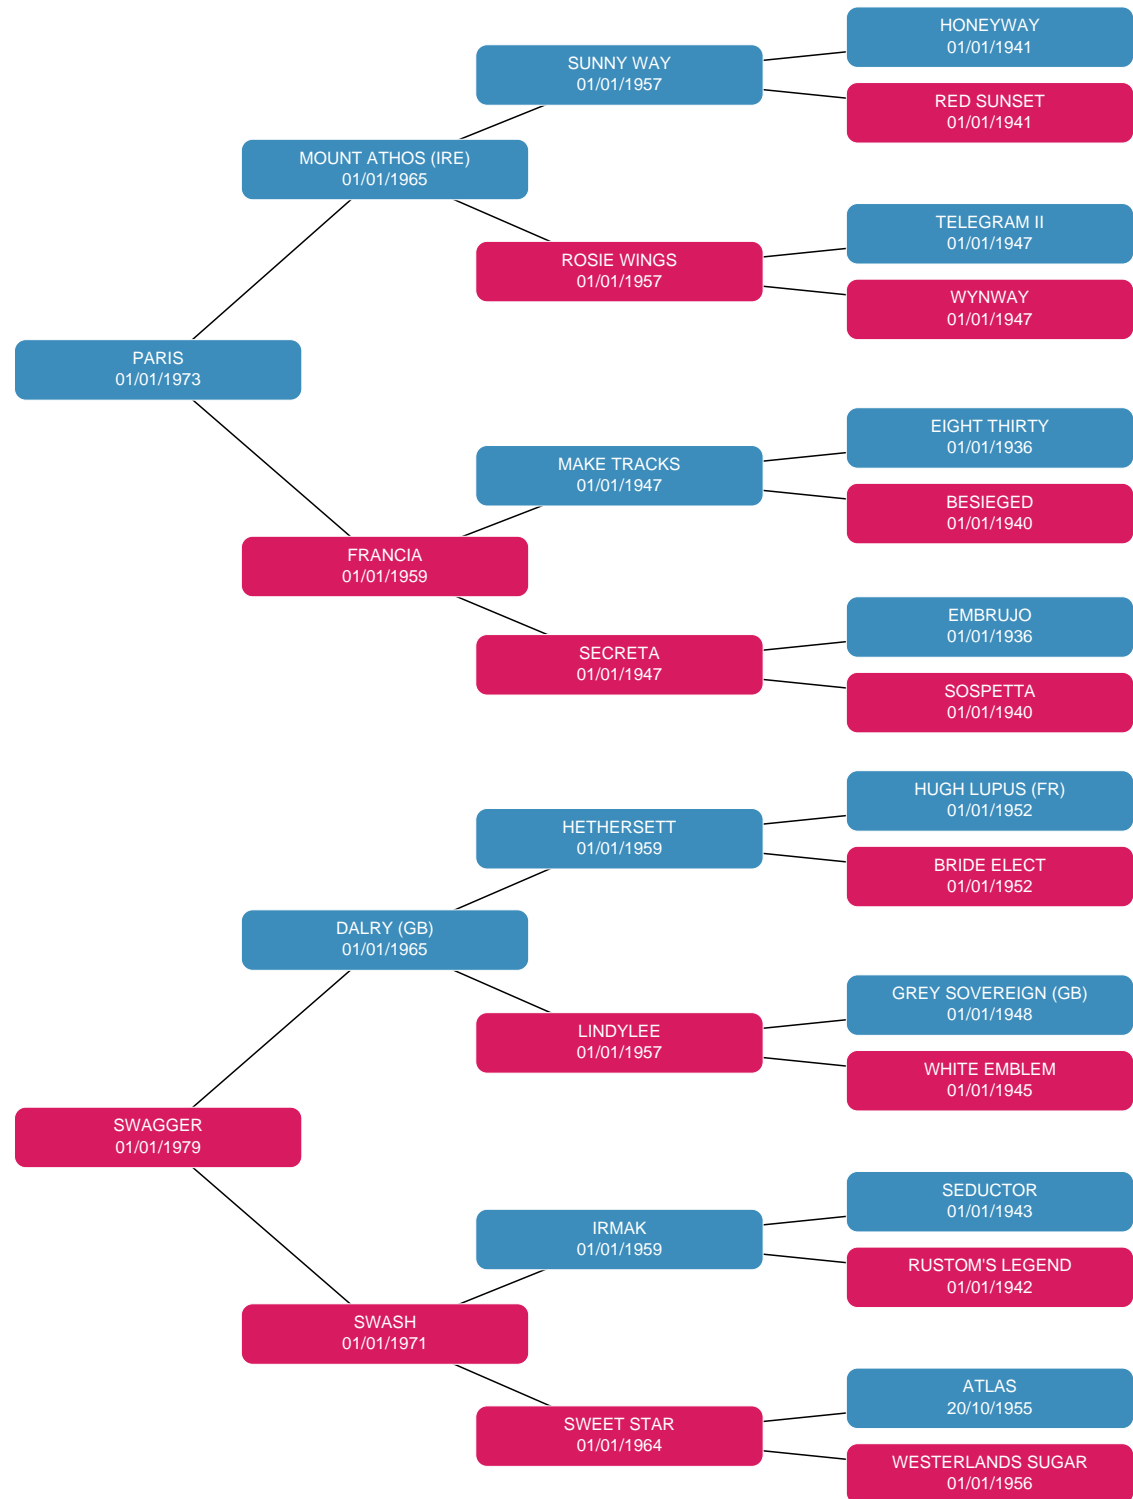 HONEYWAY
01/01/1941
SUNNY WAY
01/01/1957
RED SUNSET
01/01/1941
MOUNT ATHOS (IRE)
01/01/1965
TELEGRAM II
01/01/1947
ROSIE WINGS
01/01/1957
WYNWAY
01/01/1947
PARIS
01/01/1973
EIGHT THIRTY
01/01/1936
MAKE TRACKS
01/01/1947
BESIEGED
01/01/1940
FRANCIA
01/01/1959
EMBRUJO
01/01/1936
SECRETA
01/01/1947
SOSPETTA
01/01/1940
HUGH LUPUS (FR)
01/01/1952
HETHERSETT
01/01/1959
BRIDE ELECT
01/01/1952
DALRY (GB)
01/01/1965
GREY SOVEREIGN (GB)
01/01/1948
LINDYLEE
01/01/1957
WHITE EMBLEM
01/01/1945
SWAGGER
01/01/1979
SEDUCTOR
01/01/1943
IRMAK
01/01/1959
RUSTOM'S LEGEND
01/01/1942
SWASH
01/01/1971
ATLAS
20/10/1955
SWEET STAR
01/01/1964
WESTERLANDS SUGAR
01/01/1956